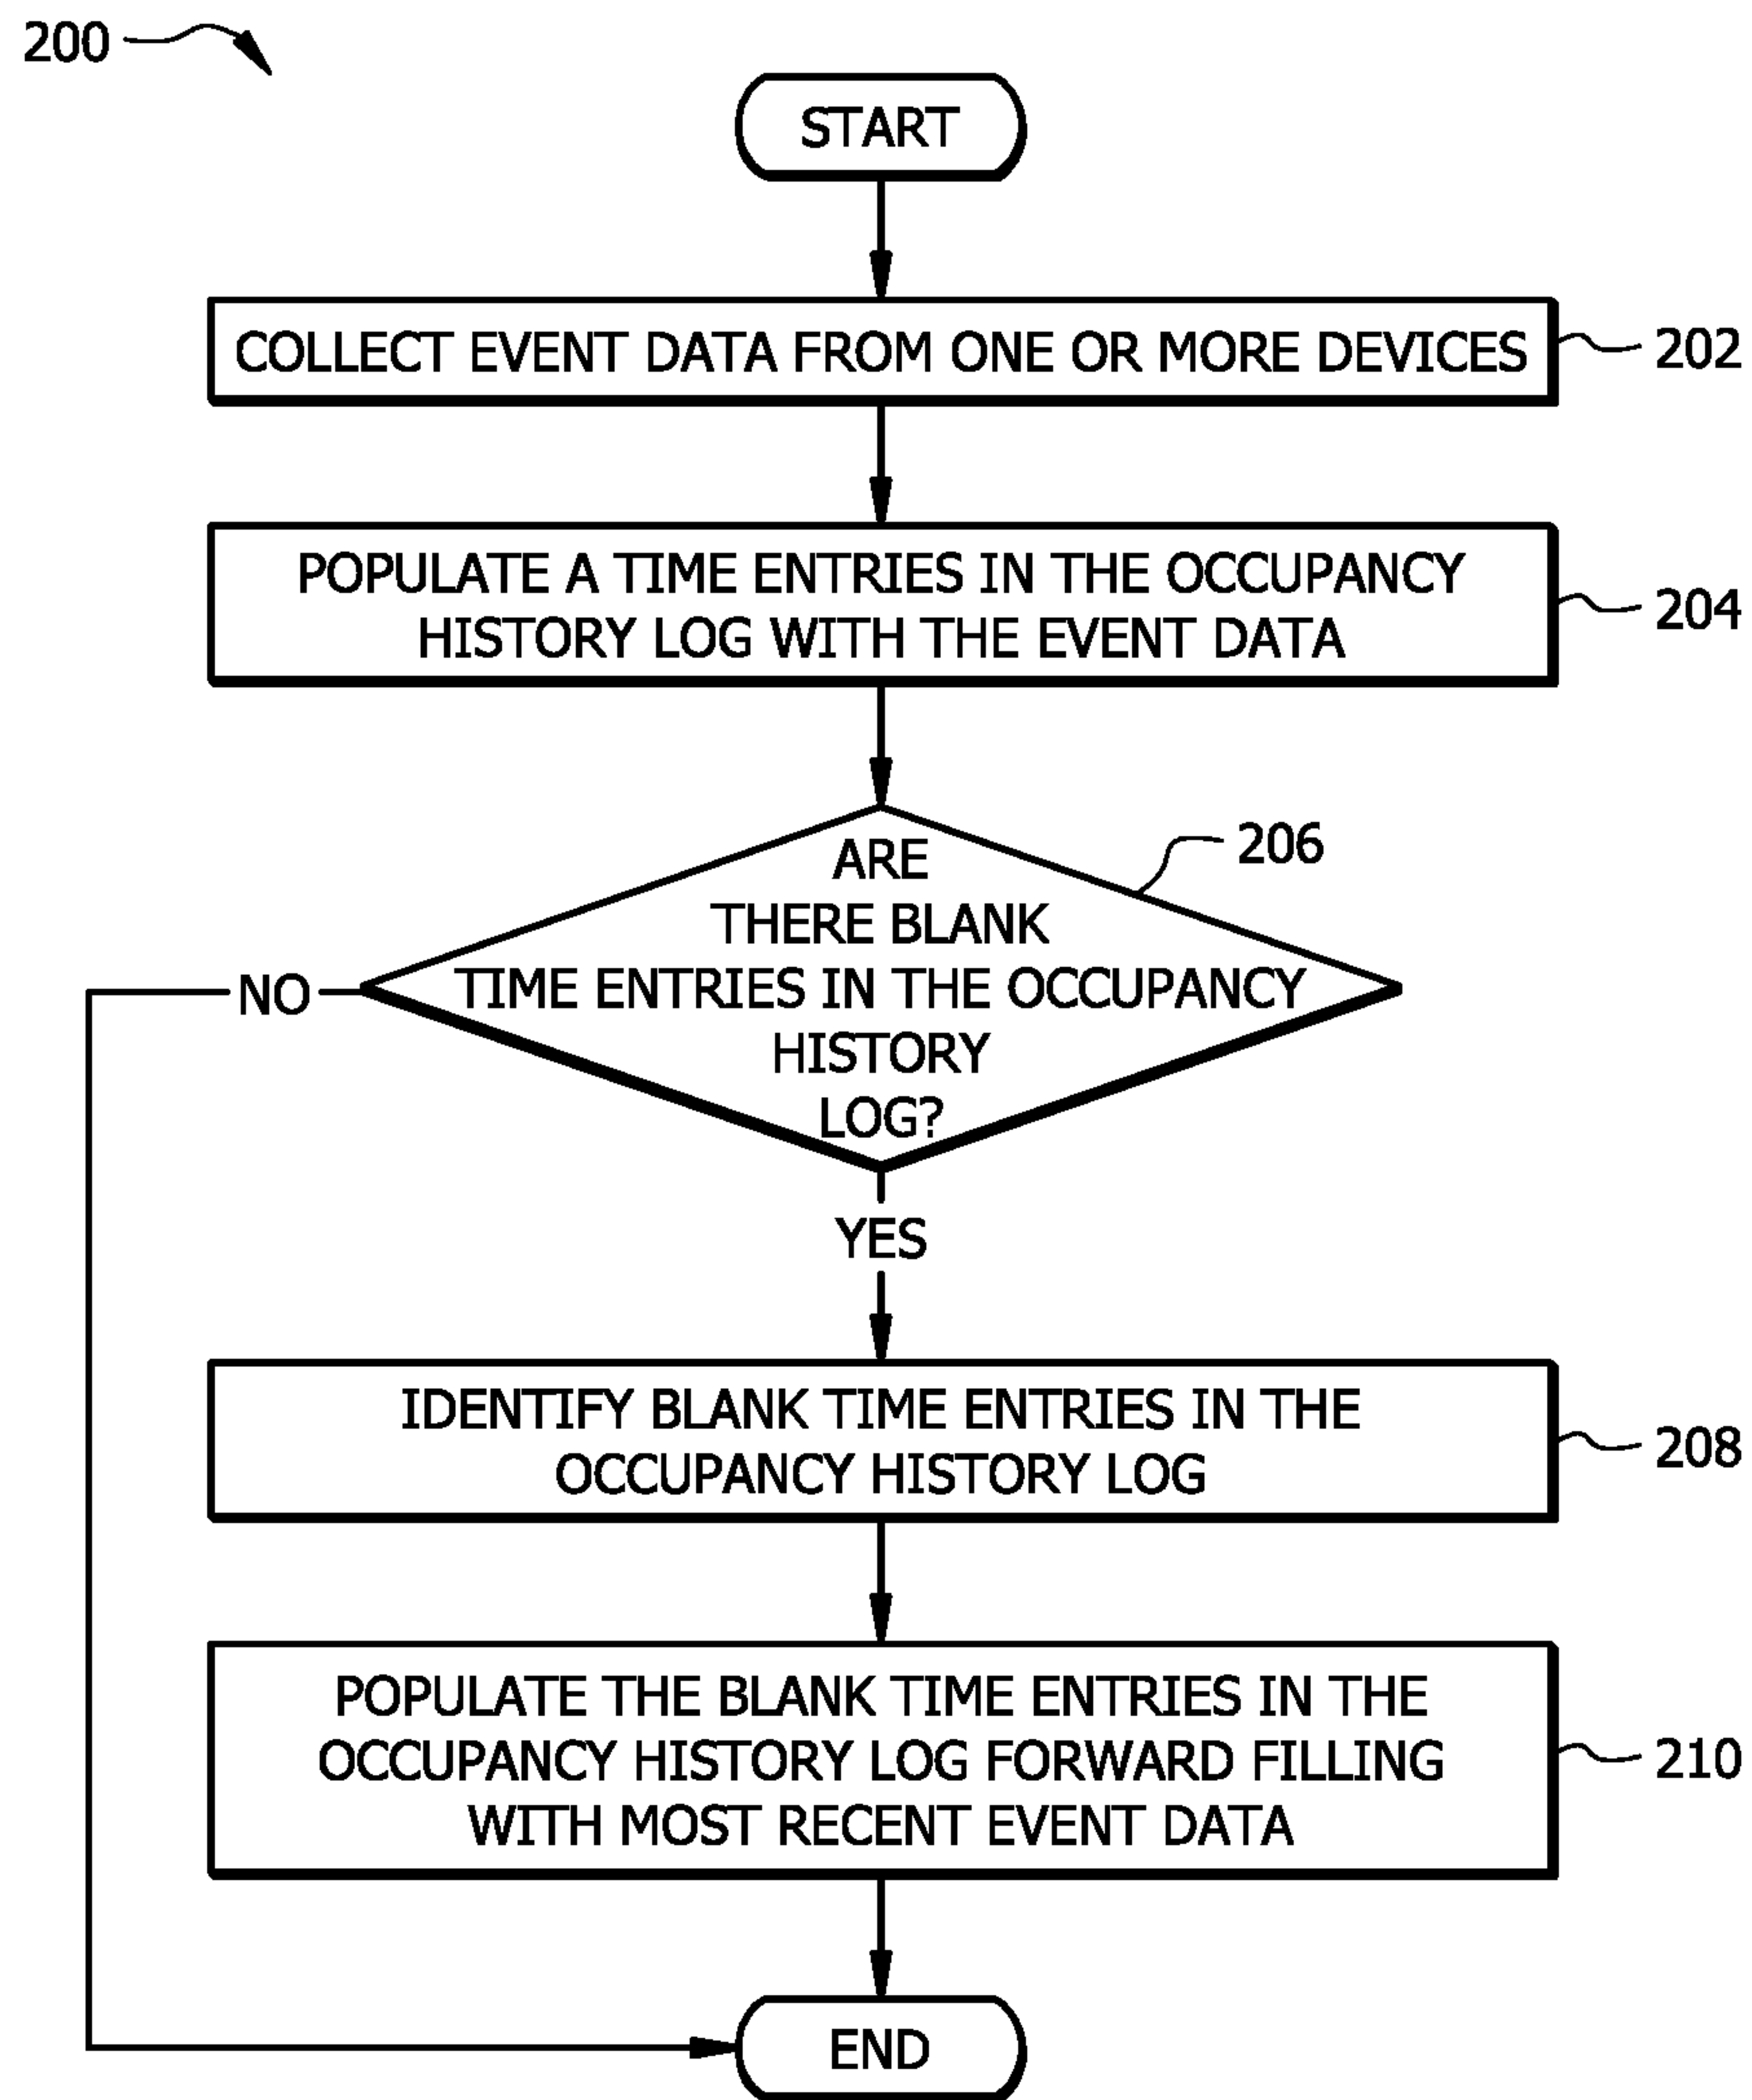 200
START
COLLECT EVENT DATA FROM ONE OR MORE DEVICES
202
POPULATE A TIME ENTRIES IN THE OCCUPANCY
HISTORY LOG WITH THE EVENT DATA
204
ARE
THERE BLANK
TIME ENTRIES IN THE OCCUPANCY
HISTORY
LOG?
206
NO
YES
IDENTIFY BLANK TIME ENTRIES IN THE
OCCUPANCY HISTORY LOG
208
POPULATE THE BLANK TIME ENTRIES IN THE
OCCUPANCY HISTORY LOG FORWARD FILLING
WITH MOST RECENT EVENT DATA
210
END